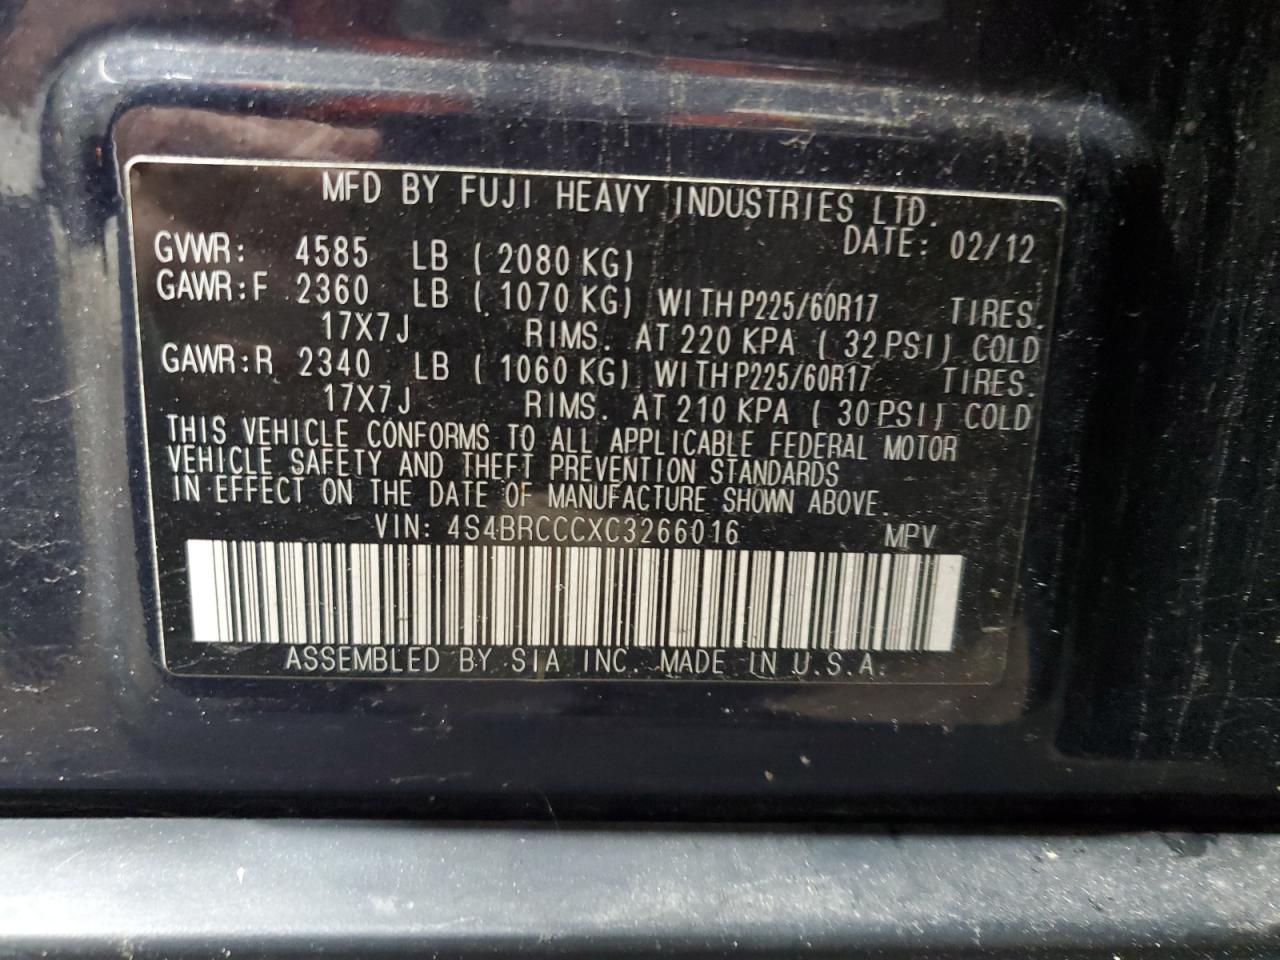 MFD BY FUJI HEAVY INDUSTRIES LTD.
DATE: 02/12
GVWR: 4585 LB ( 2080 KG)
GAWR:F 2360 LB ( 1070 KG) WITH P225/60R17 TIRES.
17X7J RIMS. AT 220 KPA ( 32 PSI) COLD
GAWR:R 2340 LB ( 1060 KG) WITH P225/60R17 TIRES.
17X7J RIMS. AT 210 KPA ( 30 PSI) COLD
THIS VEHICLE CONFORMS TO ALL APPLICABLE FEDERAL MOTOR
VEHICLE SAFETY AND THEFT PREVENTION STANDARDS
IN EFFECT ON THE DATE OF MANUFACTURE SHOWN ABOVE.
VIN: 4S4BRCCCXC3266016 MPV
ASSEMBLED BY SIA INC. MADE IN U.S.A.